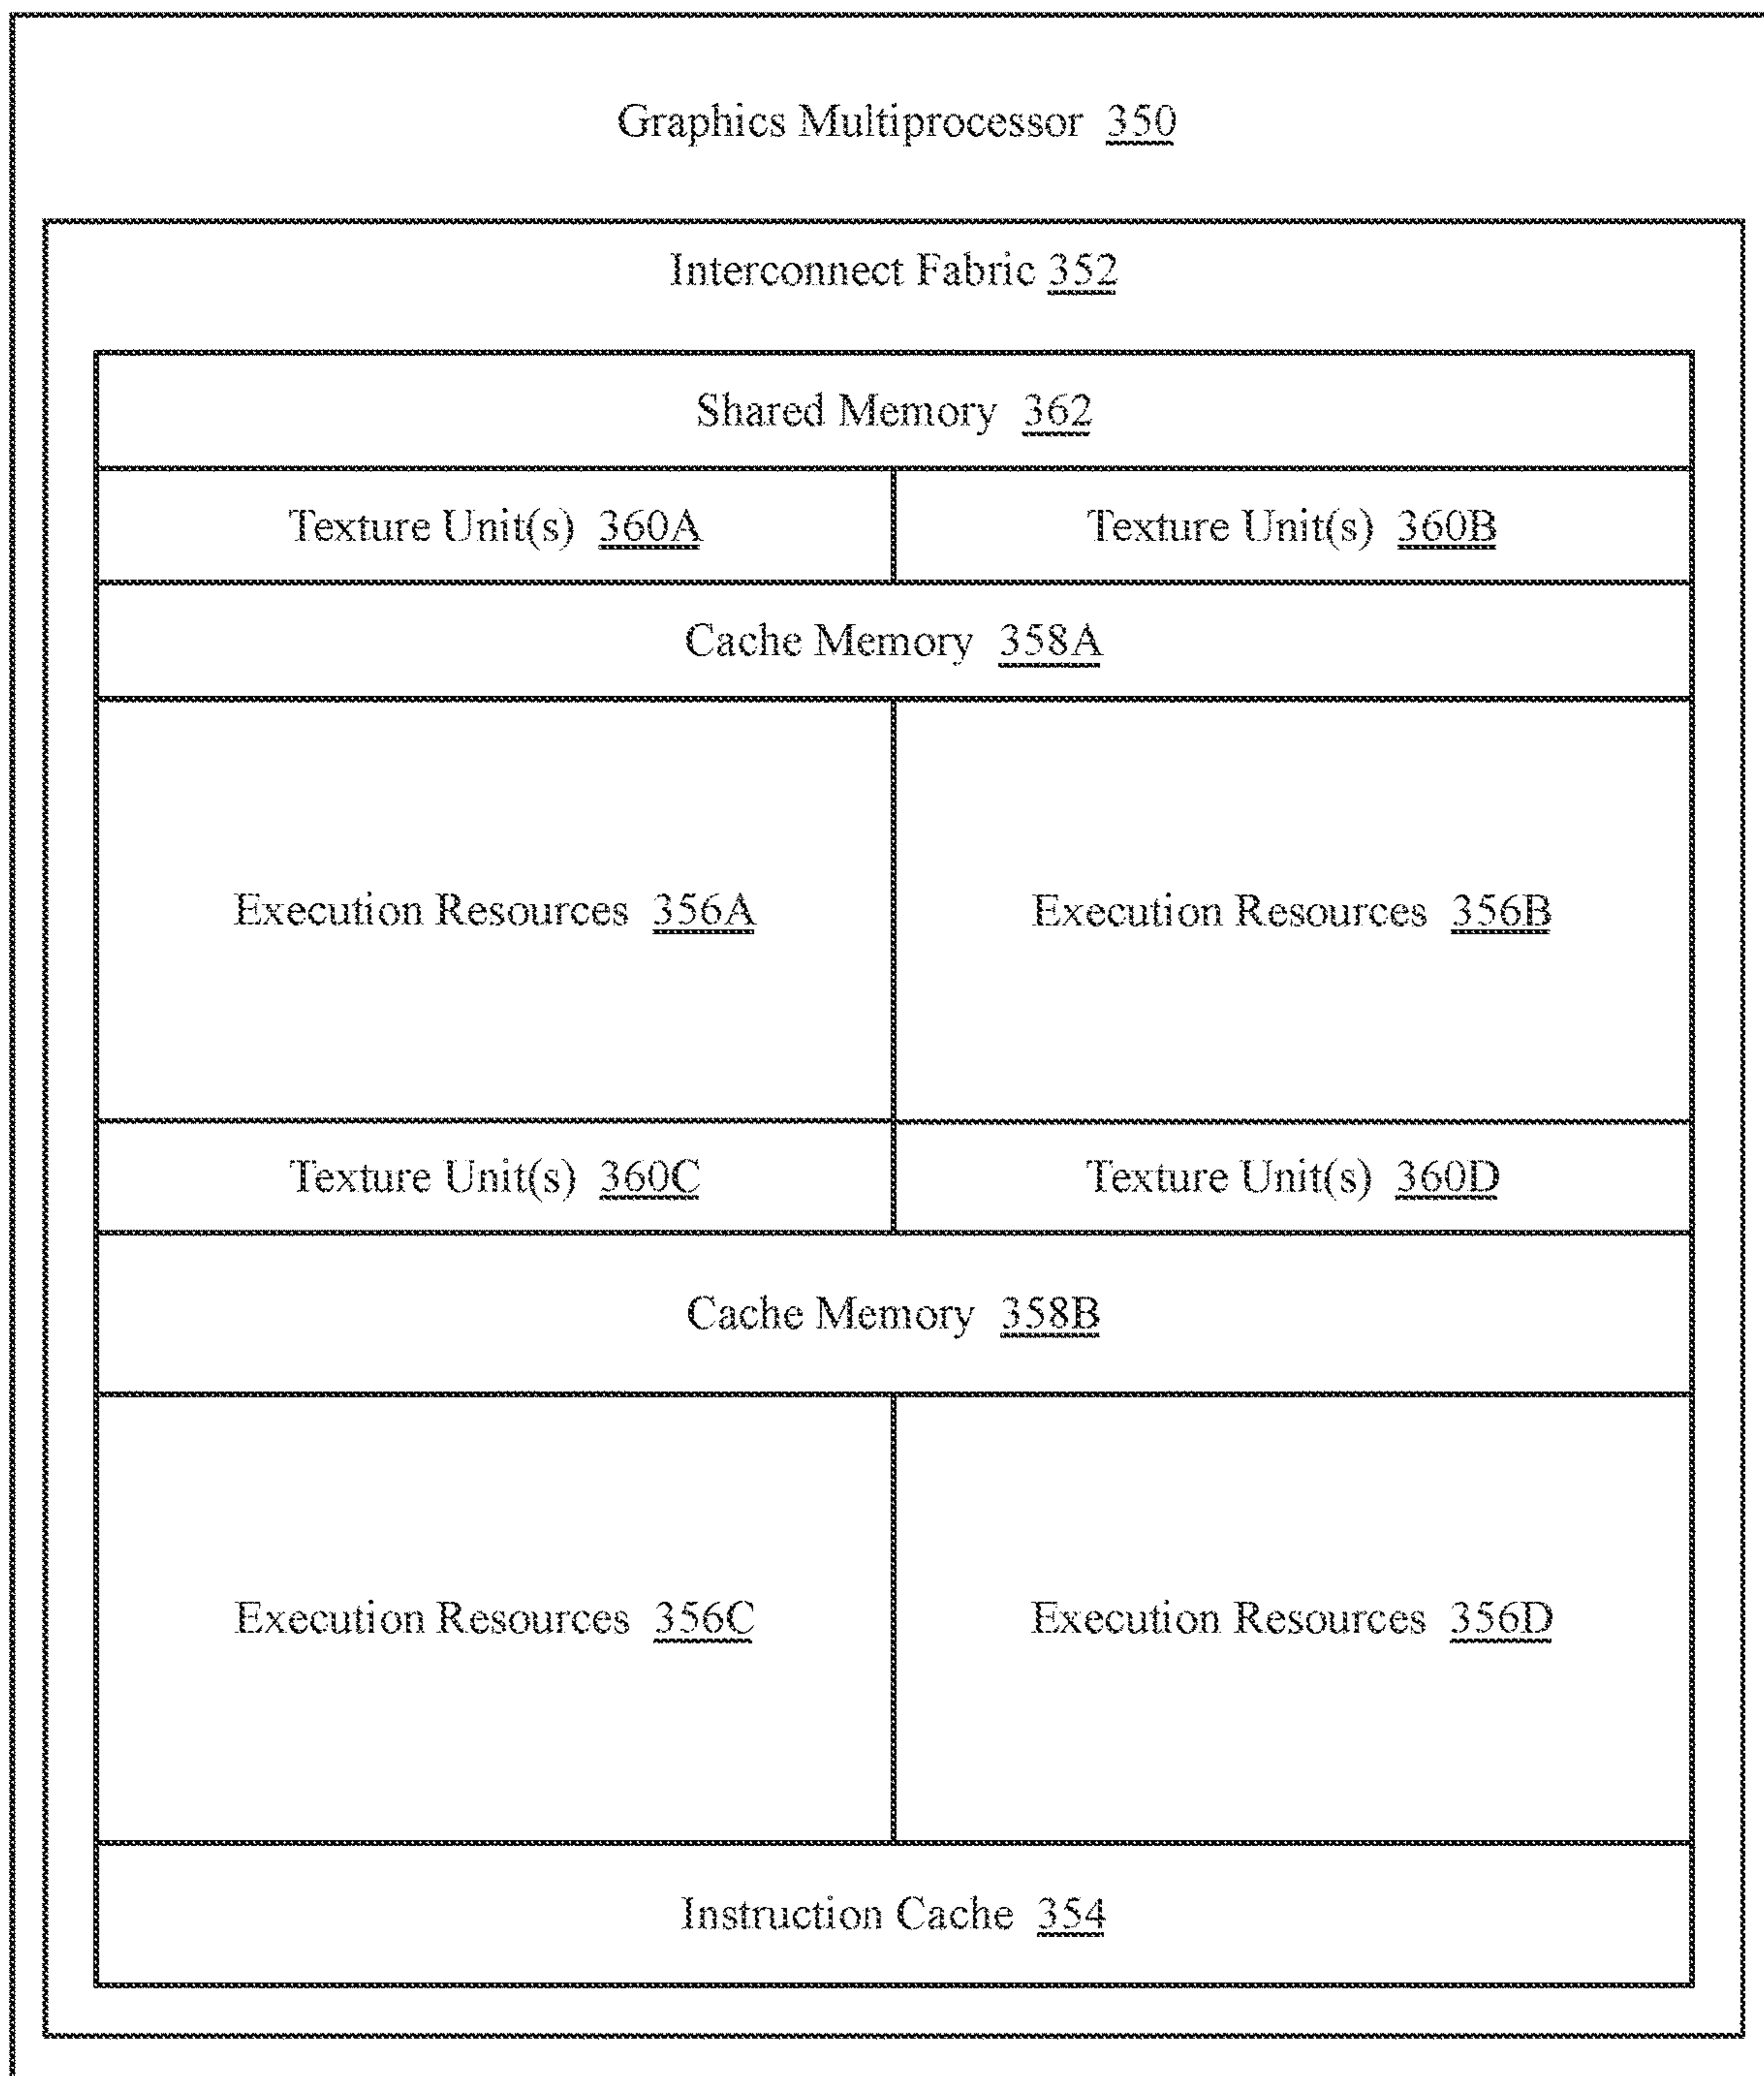 Graphics Multiprocessor 350
Interconnect Fabric 352
Shared Memory 362
Texture Unit(s) 360A
Texture Unit(s) 360B
Cache Memory 358A
Execution Resources 356A
Execution Resources 356B
Texture Unit(s) 360C
Texture Unit(s) 360D
Cache Memory 358B
Execution Resources 356C
Execution Resources 356D
Instruction Cache 354